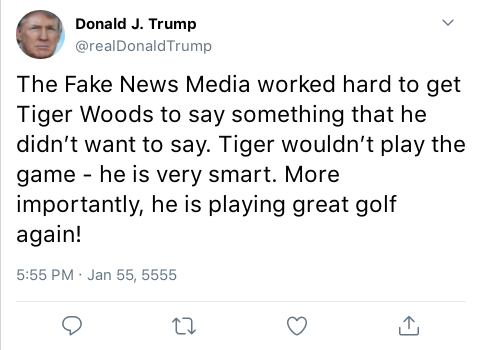 Donald J. Trump
@realDonaldTrump
The Fake News Media worked hard to get
Tiger Woods to say something that he
didn’t want to say. Tiger wouldn’t play the
game - he is very smart. More
importantly, he is playing great golf
again!
5:55 PM · Jan 55, 5555